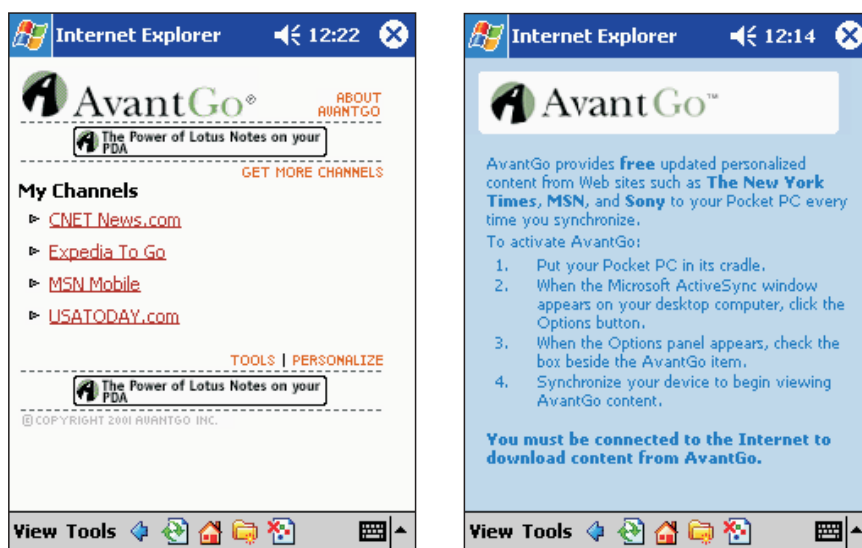 Internet Explorer 12:22
AvantGo®
ABOUT
AVANTGO
The Power of Lotus Notes on your
PDA
GET MORE CHANNELS
My Channels
CNET News.com
Expedia To Go
MSN Mobile
USATODAY.com
TOOLS | PERSONALIZE
The Power of Lotus Notes on your
PDA
© COPYRIGHT 2001 AVANTGO INC.
View Tools
Internet Explorer 12:14
AvantGo™
AvantGo provides free updated personalized
content from Web sites such as The New York
Times, MSN, and Sony to your Pocket PC every
time you synchronize.
To activate AvantGo:
1. Put your Pocket PC in its cradle.
2. When the Microsoft ActiveSync window
appears on your desktop computer, click the
Options button.
3. When the Options panel appears, check the
box beside the AvantGo item.
4. Synchronize your device to begin viewing
AvantGo content.
You must be connected to the Internet to
download content from AvantGo.
View Tools